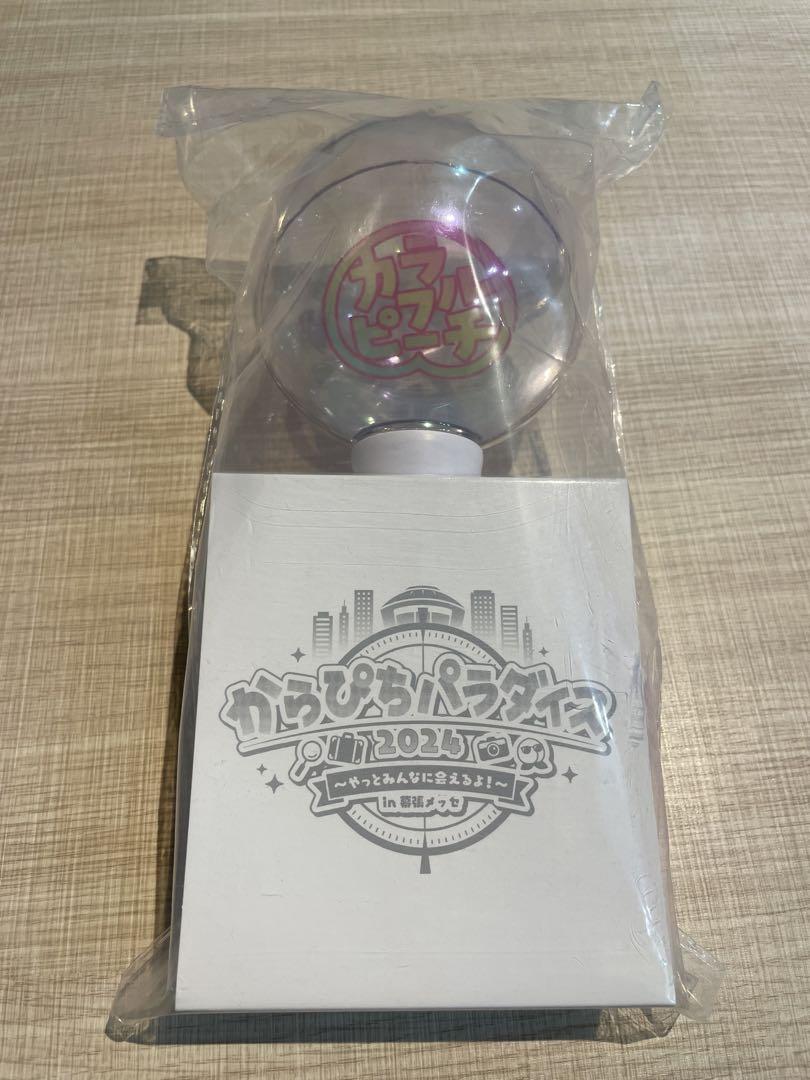 カラ
フル
ピーチ
からぴちパラダイス
2024
～やっとみんなに会えるよ！～
in 幕張メッセ